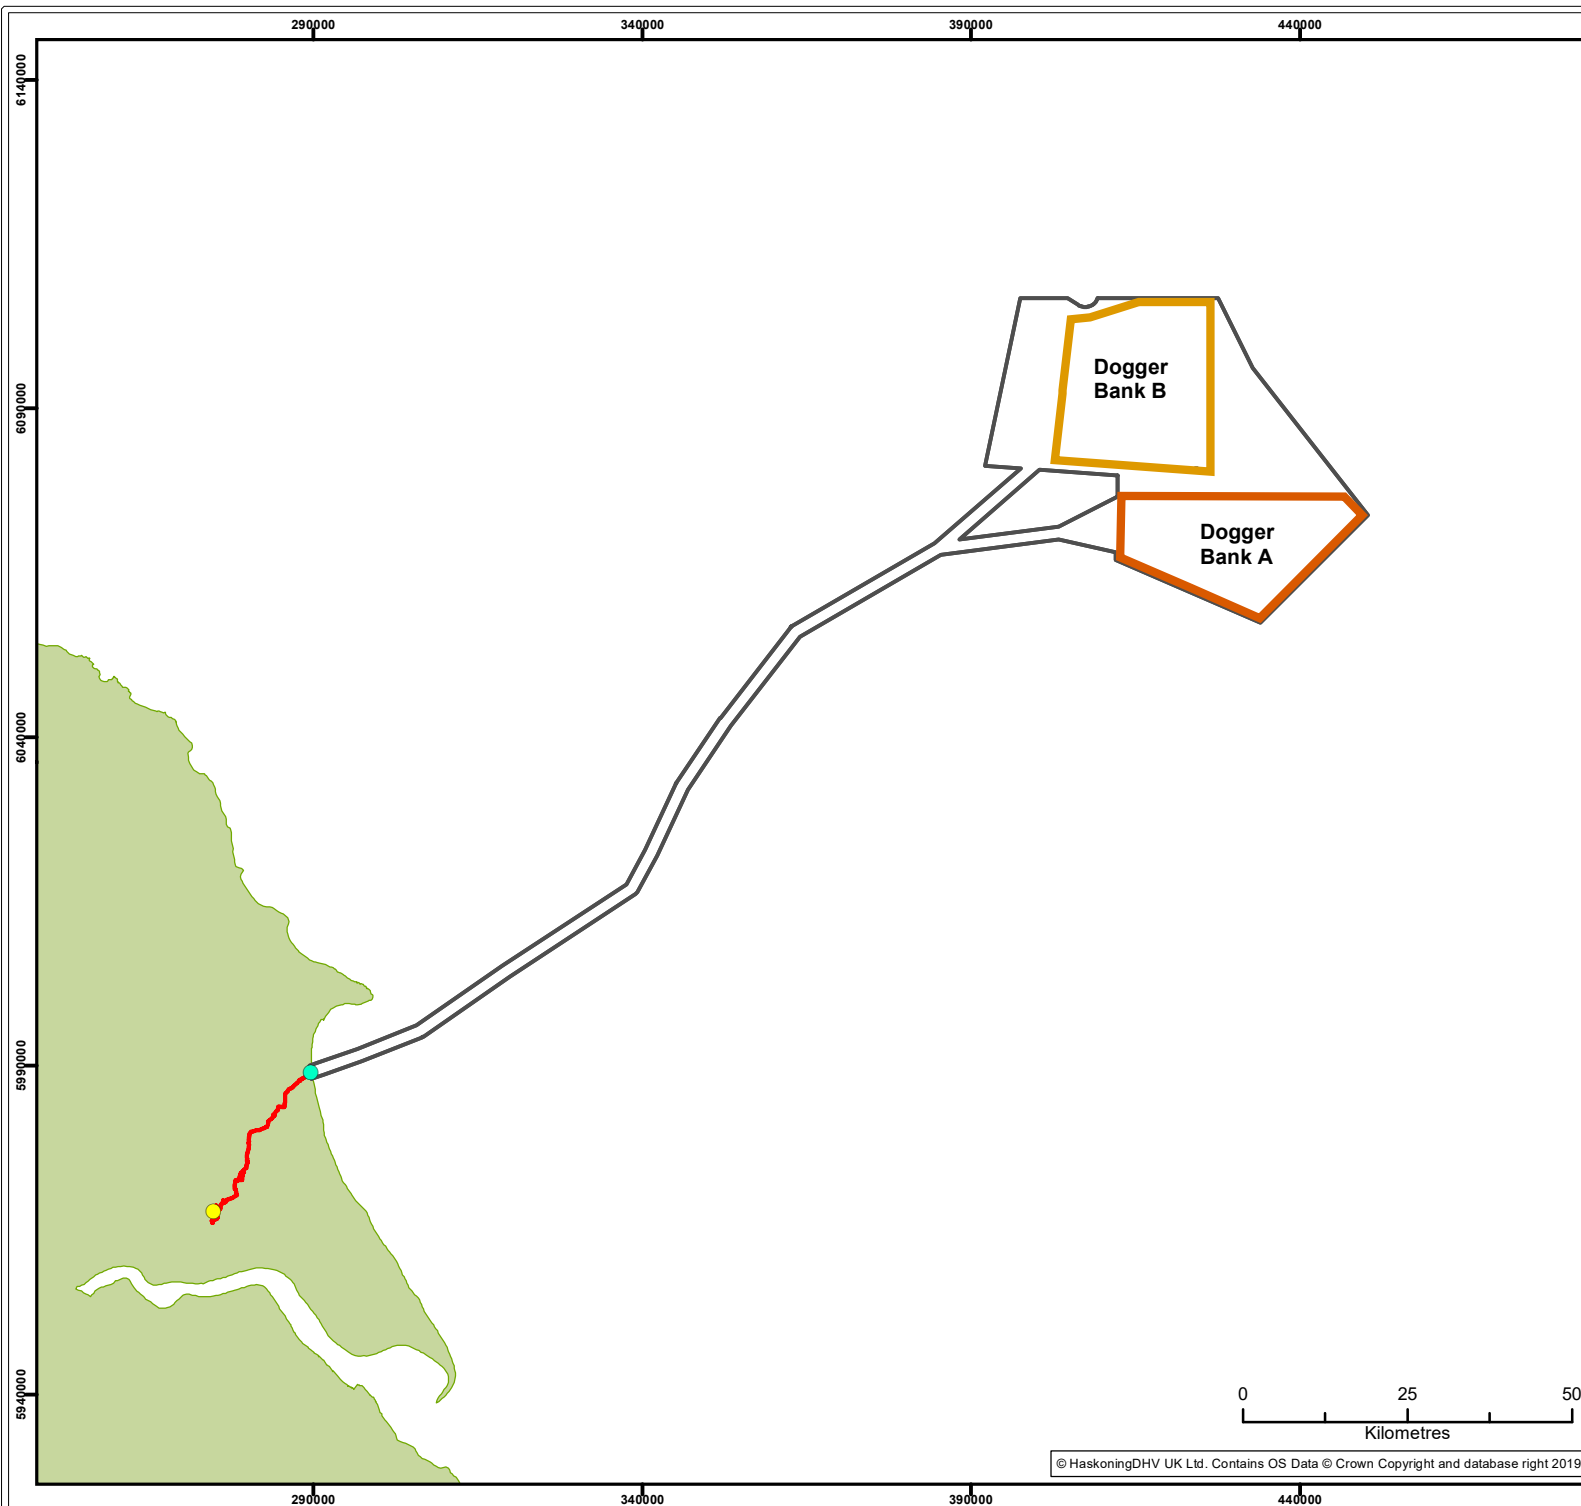 290000 340000 390000 440000
6140000
6090000
6040000
5990000
5940000
Dogger
Bank B
Dogger
Bank A
0 25 50
Kilometres
© HaskoningDHV UK Ltd. Contains OS Data © Crown Copyright and database right 2019
290000 340000 390000 440000